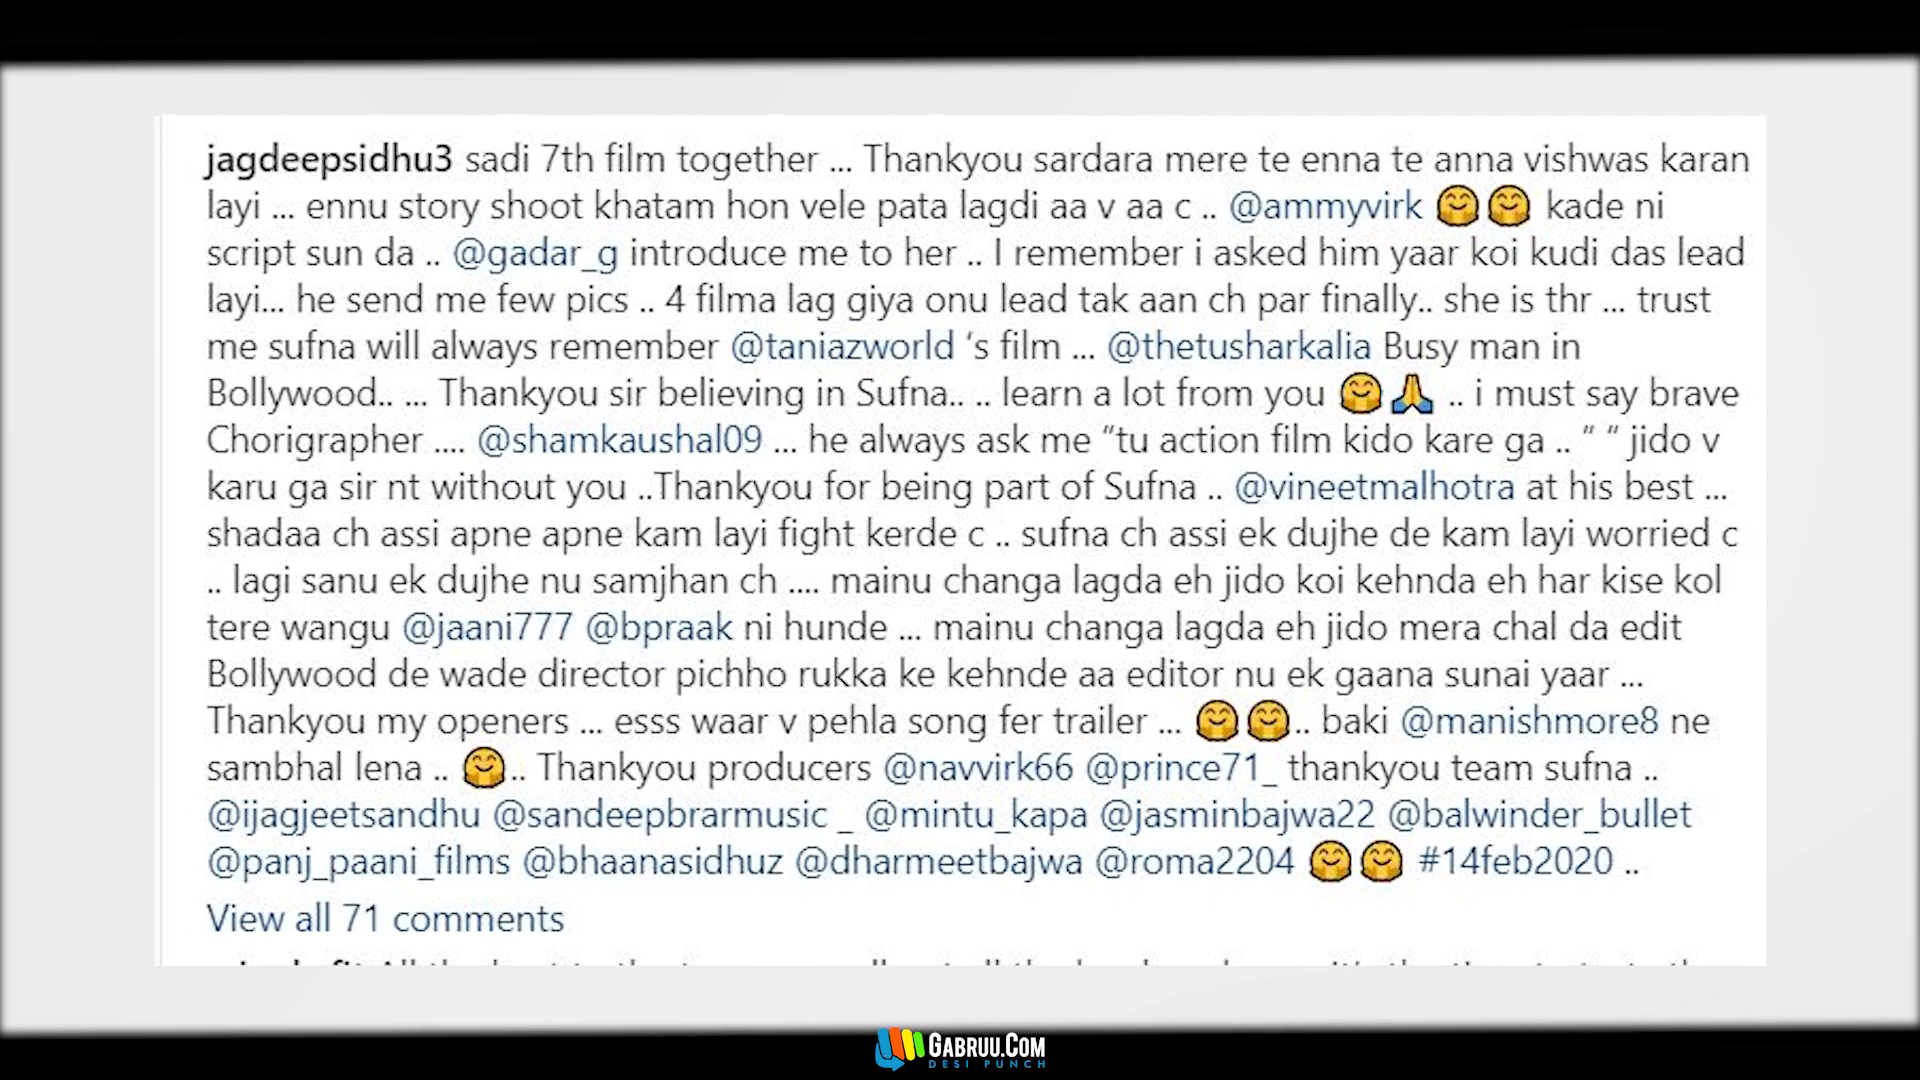 jagdeepsidhu3 sadi 7th film together ... Thankyou sardara mere te enna te anna vishwas karan
layi ... ennu story shoot khatam hon vele pata lagdi aa v aa c .. @ammyvirk 🤗🤗 kade ni
script sun da .. @gadar_g introduce me to her .. I remember i asked him yaar koi kudi das lead
layi... he send me few pics .. 4 filma lag giya onu lead tak aan ch par finally.. she is thr ... trust
me sufna will always remember @taniazworld ‘s film ... @thetusharkalia Busy man in
Bollywood.. ... Thankyou sir believing in Sufna.. .. learn a lot from you 🤗🙏 .. i must say brave
Chorigrapher .... @shamkaushal09 ... he always ask me “tu action film kido kare ga .. “ “ jido v
karu ga sir nt without you ..Thankyou for being part of Sufna .. @vineetmalhotra at his best ...
shadaa ch assi apne apne kam layi fight kerde c .. sufna ch assi ek dujhe de kam layi worried c
.. lagi sanu ek dujhe nu samjhan ch .... mainu changa lagda eh jido koi kehnda eh har kise kol
tere wangu @jaani777 @bpraak ni hunde ... mainu changa lagda eh jido mera chal da edit
Bollywood de wade director pichho rukka ke kehnde aa editor nu ek gaana sunai yaar ...
Thankyou my openers ... esss waar v pehla song fer trailer ... 🤗🤗.. baki @manishmore8 ne
sambhal lena .. 🤗.. Thankyou producers @navvirk66 @prince71_ thankyou team sufna ..
@ijagjeetsandhu @sandeepbrarmusic _ @mintu_kapa @jasminbajwa22 @balwinder_bullet
@panj_paani_films @bhaanasidhuz @dharmeetbajwa @roma2204 🤗🤗 #14feb2020 ..
View all 71 comments
GABRUU.COM
DESI PUNCH